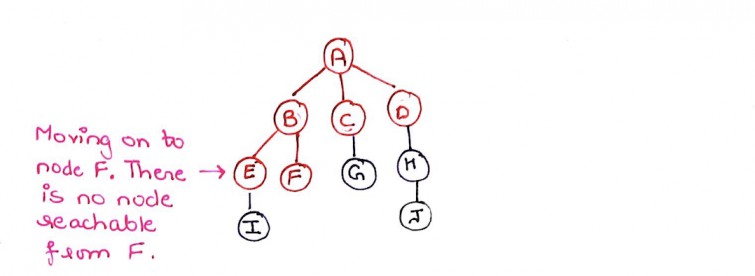 A
B C D
Moving on to
node F. There → E F G H
is no node
reachable
from F.
I J